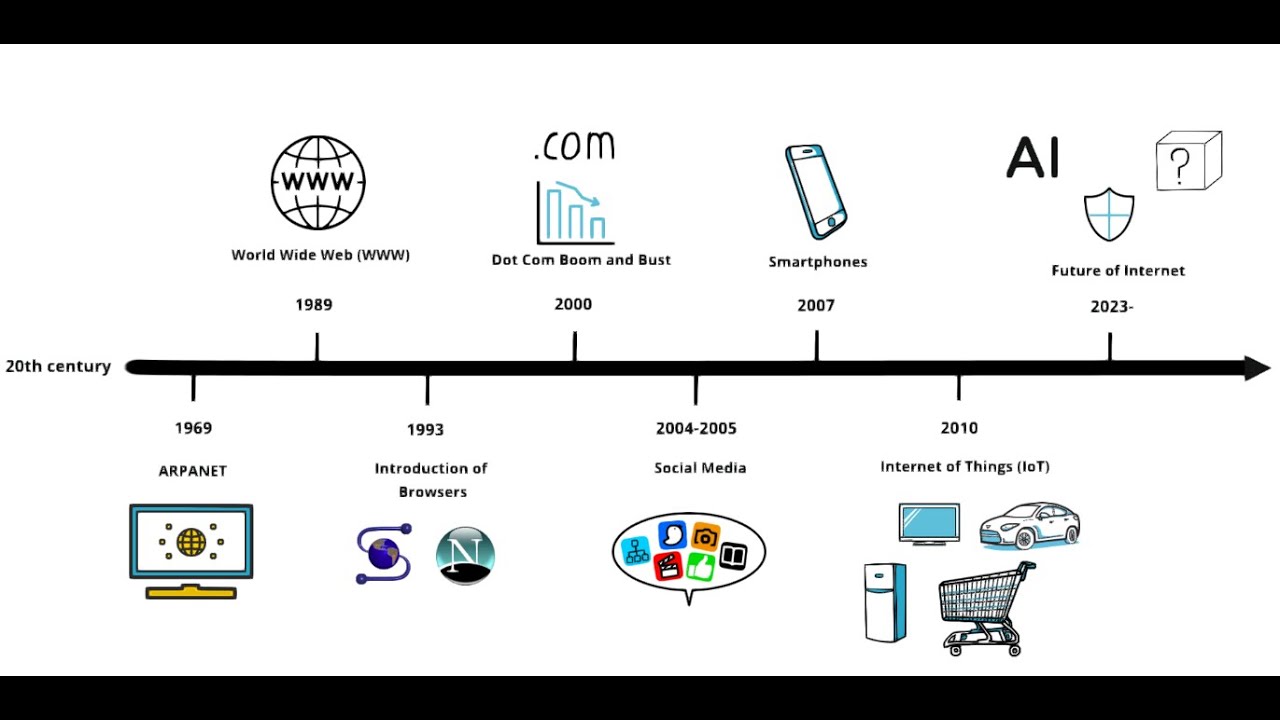 WWW
World Wide Web (WWW)
1989
.com
Dot Com Boom and Bust
2000
Smartphones
2007
AI
?
Future of Internet
2023-
20th century
1969
ARPANET
1993
Introduction of
Browsers
N
2004-2005
Social Media
2010
Internet of Things (IoT)